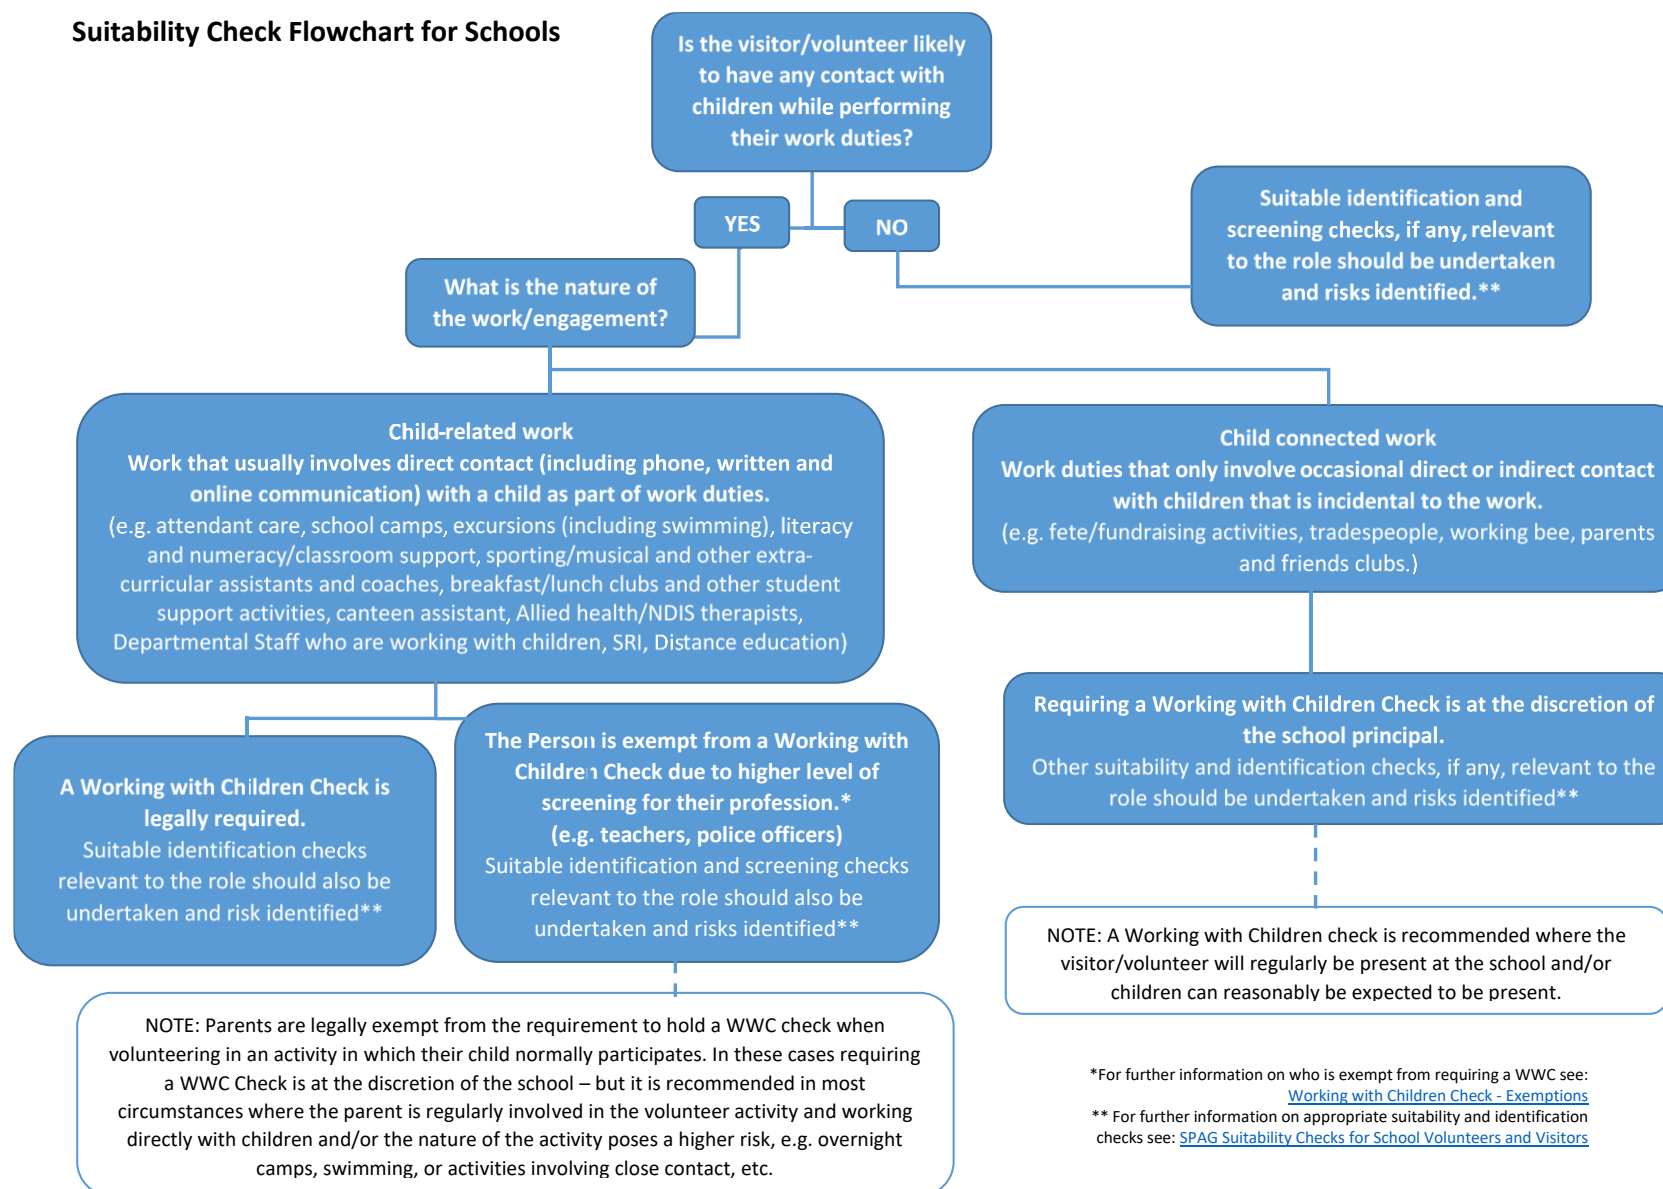 Suitability Check Flowchart for Schools
Is the visitor/volunteer likely
to have any contact with
children while performing
their work duties?
YES
NO
Suitable identification and
screening checks, if any, relevant
to the role should be undertaken
and risks identified.**
What is the nature of
the work/engagement?
Child-related work
Work that usually involves direct contact (including phone, written and
online communication) with a child as part of work duties.
(e.g. attendant care, school camps, excursions (including swimming), literacy
and numeracy/classroom support, sporting/musical and other extra-
curricular assistants and coaches, breakfast/lunch clubs and other student
support activities, canteen assistant, Allied health/NDIS therapists,
Departmental Staff who are working with children, SRI, Distance education)
Child connected work
Work duties that only involve occasional direct or indirect contact
with children that is incidental to the work.
(e.g. fete/fundraising activities, tradespeople, working bee, parents
and friends clubs.)
A Working with Children Check is
legally required.
Suitable identification checks
relevant to the role should also be
undertaken and risk identified**
The Person is exempt from a Working with
Children Check due to higher level of
screening for their profession.*
(e.g. teachers, police officers)
Suitable identification and screening checks
relevant to the role should also be
undertaken and risks identified**
Requiring a Working with Children Check is at the discretion of
the school principal.
Other suitability and identification checks, if any, relevant to the
role should be undertaken and risks identified**
NOTE: A Working with Children check is recommended where the
visitor/volunteer will regularly be present at the school and/or
children can reasonably be expected to be present.
NOTE: Parents are legally exempt from the requirement to hold a WWC check when
volunteering in an activity in which their child normally participates. In these cases requiring
a WWC Check is at the discretion of the school – but it is recommended in most
circumstances where the parent is regularly involved in the volunteer activity and working
directly with children and/or the nature of the activity poses a higher risk, e.g. overnight
camps, swimming, or activities involving close contact, etc.
*For further information on who is exempt from requiring a WWC see:
Working with Children Check - Exemptions
** For further information on appropriate suitability and identification
checks see: SPAG Suitability Checks for School Volunteers and Visitors